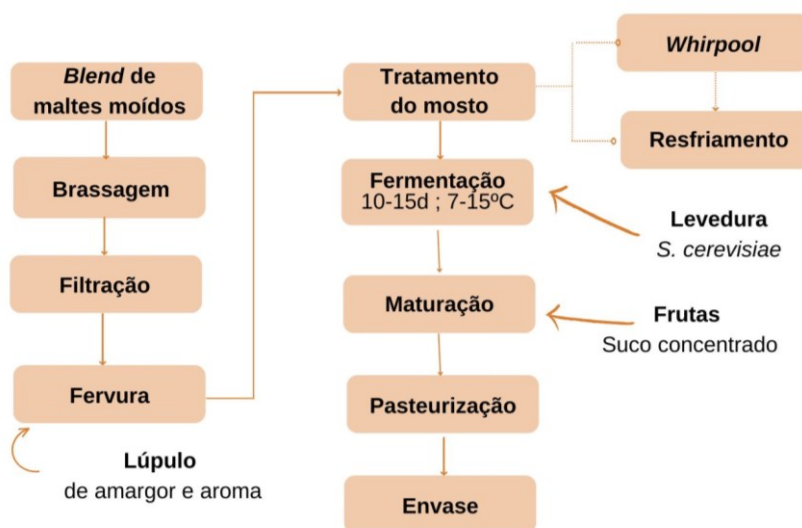 Blend de
maltes moídos
Brassagem
Filtração
Fervura
Lúpulo
de amargor e aroma
Tratamento
do mosto
Whirpool
Resfriamento
Fermentação
10-15d ; 7-15ºC
Levedura
S. cerevisiae
Maturação
Frutas
Suco concentrado
Pasteurização
Envase